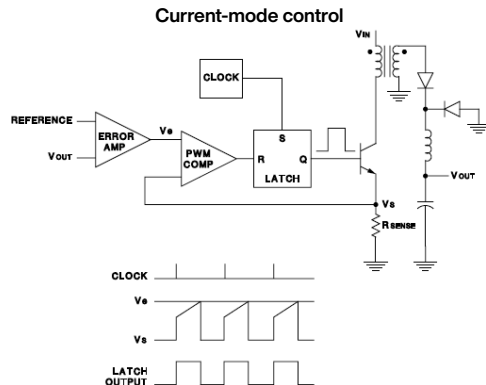 Current-mode control
VIN
CLOCK
REFERENCE
ERROR
AMP
VOUT
Ve
PWM
COMP
S
R
Q
LATCH
VOUT
VS
RSENSE
CLOCK
Ve
VS
LATCH
OUTPUT